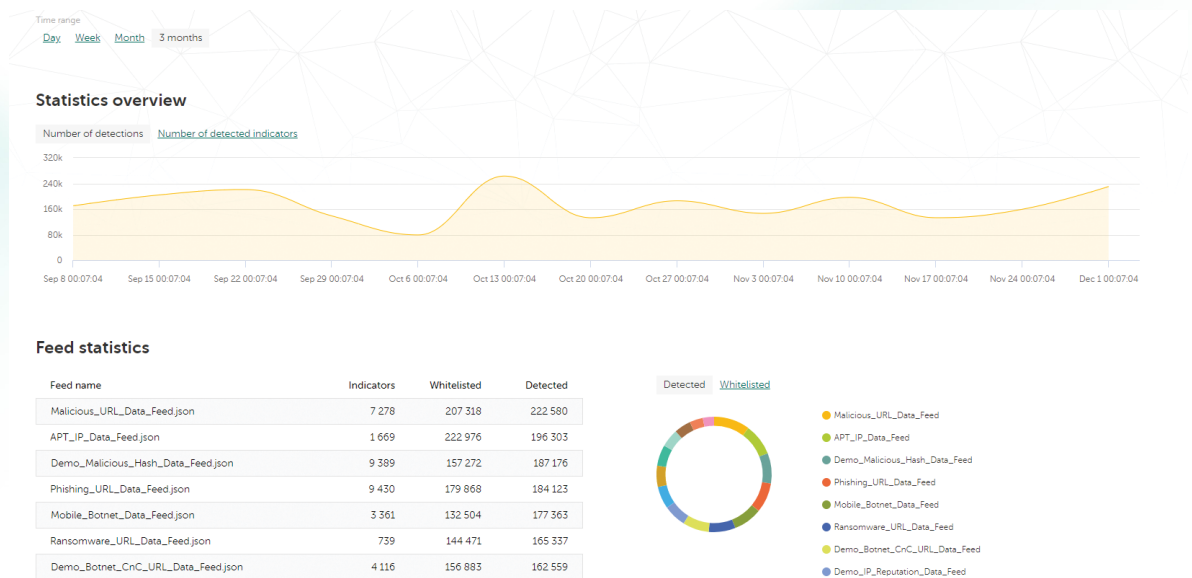 Time range
Day Week Month 3 months
Statistics overview
Number of detections Number of detected indicators
320k
240k
160k
80k
0
Sep 8 00:07:04 Sep 15 00:07:04 Sep 22 00:07:04 Sep 29 00:07:04 Oct 6 00:07:04 Oct 13 00:07:04 Oct 20 00:07:04 Oct 27 00:07:04 Nov 3 00:07:04 Nov 10 00:07:04 Nov 17 00:07:04 Nov 24 00:07:04 Dec 1 00:07:04
Feed statistics
Feed name Indicators Whitelisted Detected
Malicious_URL_Data_Feed.json 7 278 207 318 222 580
APT_IP_Data_Feed.json 1 669 222 976 196 303
Demo_Malicious_Hash_Data_Feed.json 9 389 157 272 187 176
Phishing_URL_Data_Feed.json 9 430 179 868 184 123
Mobile_Botnet_Data_Feed.json 3 361 132 504 177 363
Ransomware_URL_Data_Feed.json 739 144 471 165 337
Demo_Botnet_CnC_URL_Data_Feed.json 4 116 156 883 162 559
Detected Whitelisted
Malicious_URL_Data_Feed
APT_IP_Data_Feed
Demo_Malicious_Hash_Data_Feed
Phishing_URL_Data_Feed
Mobile_Botnet_Data_Feed
Ransomware_URL_Data_Feed
Demo_Botnet_CnC_URL_Data_Feed
Demo_IP_Reputation_Data_Feed